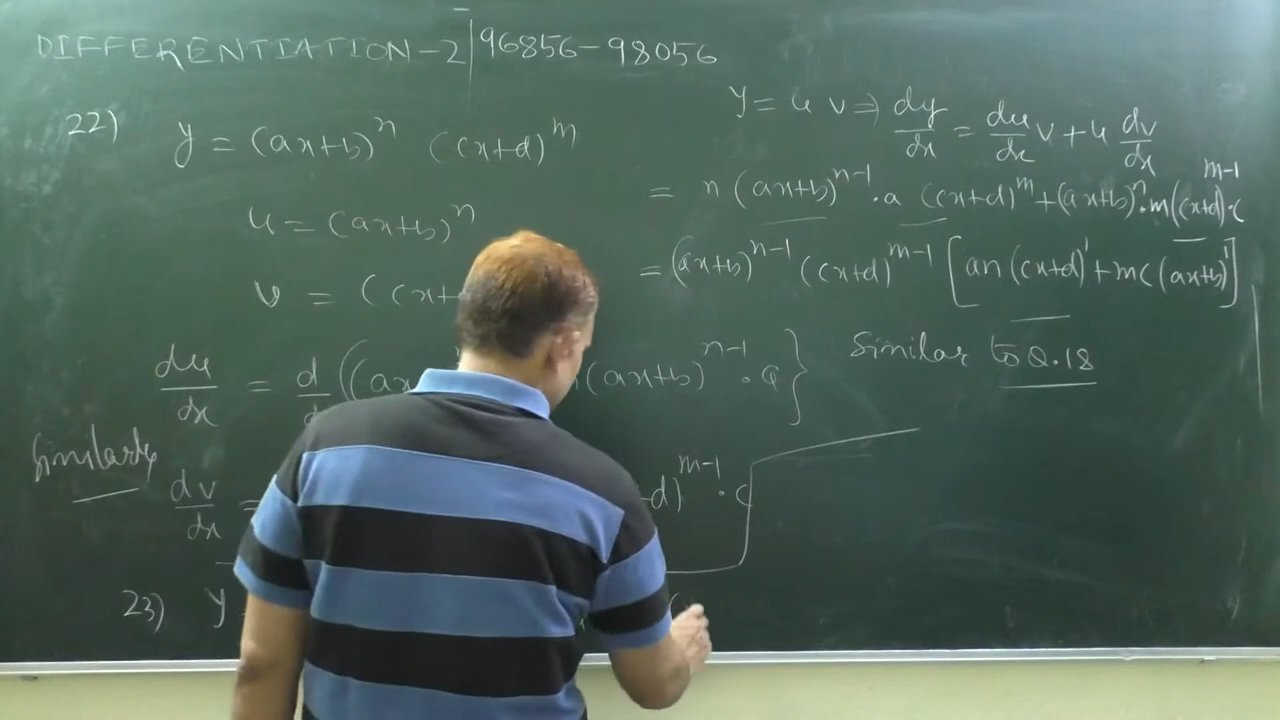 DIFFERENTIATION-2 | 96856-98056
22) y = (ax+b)^n (cx+d)^m
u = (ax+b)^n
v = (cx+
du/dx = d ((ax (ax+b)^{n-1} . a }
Similarly
dv/dx = d)^{m-1} . c
23) y
y = u v ⇒ dy/dx = du/dx v + u dv/dx
= n (ax+b)^{n-1} . a (cx+d)^m + (ax+b)^n . m (cx+d)^{m-1} . c
= (ax+b)^{n-1} (cx+d)^{m-1} [an (cx+d)^1 + mc (ax+b)^1]
Similar to Q.18